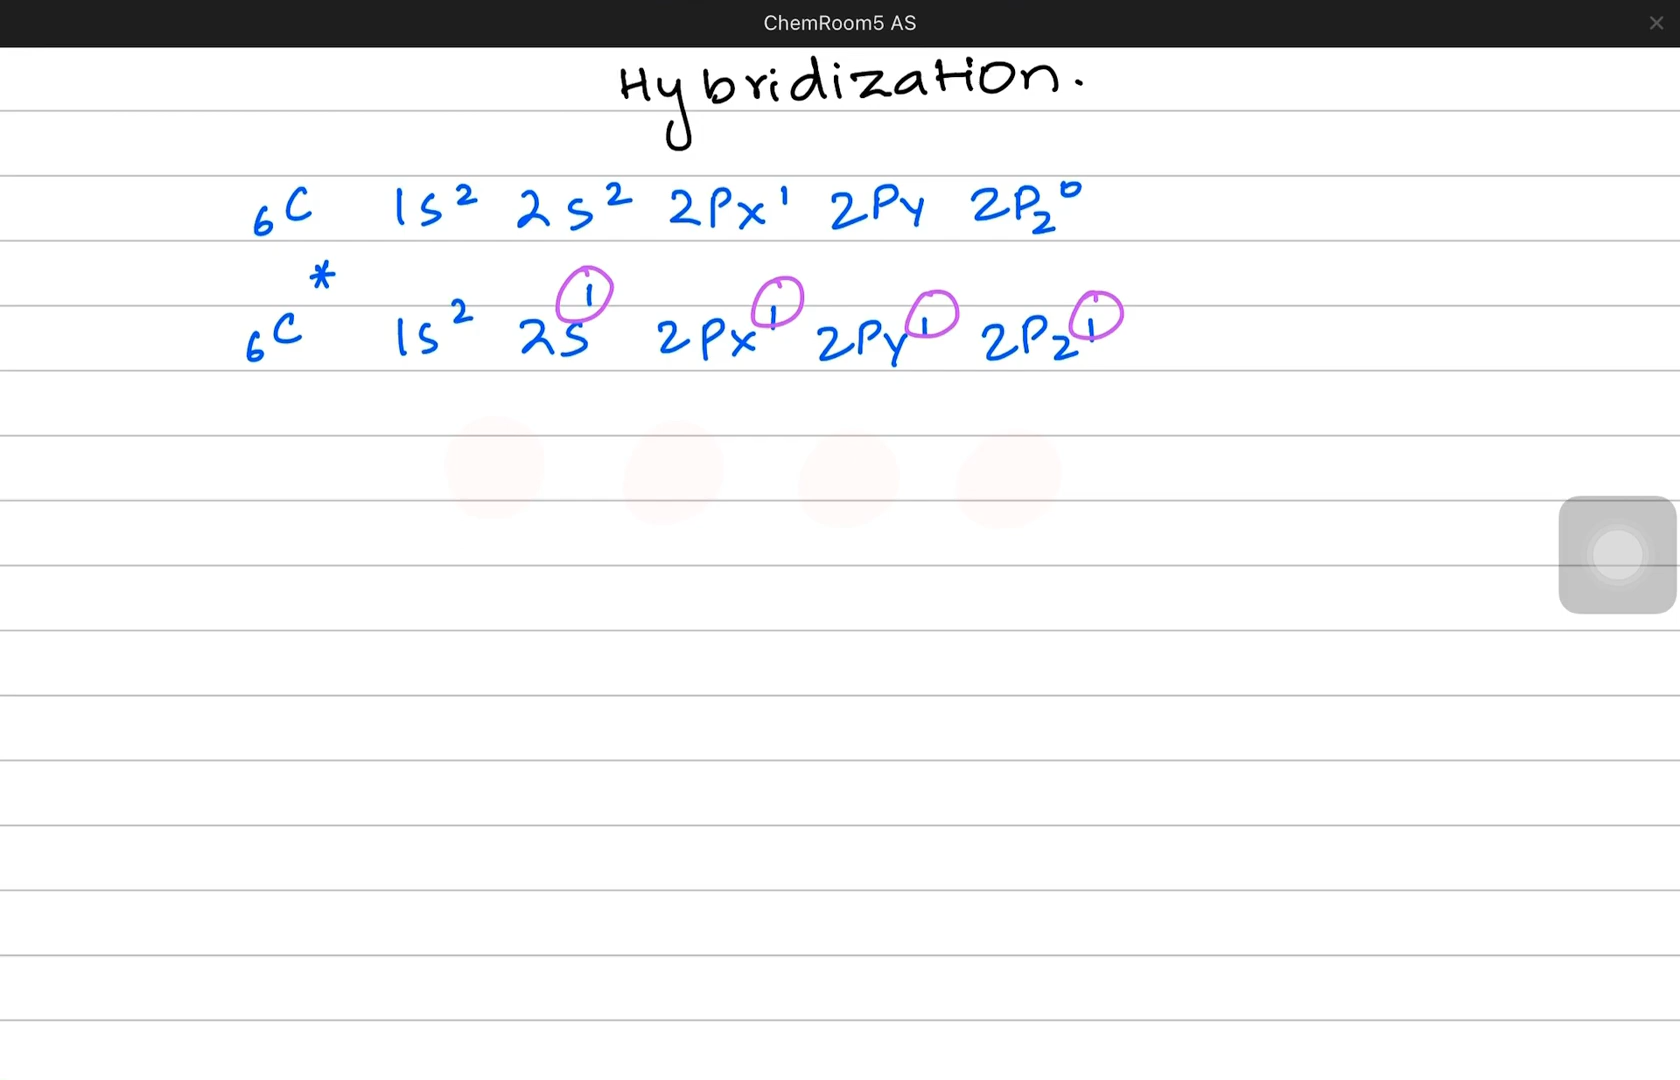 ChemRoom5 AS
Hybridization.
₆C 1s² 2s² 2Px¹ 2Py 2Pz⁰
₆C* 1s² 2s¹ 2Px¹ 2Py¹ 2Pz¹